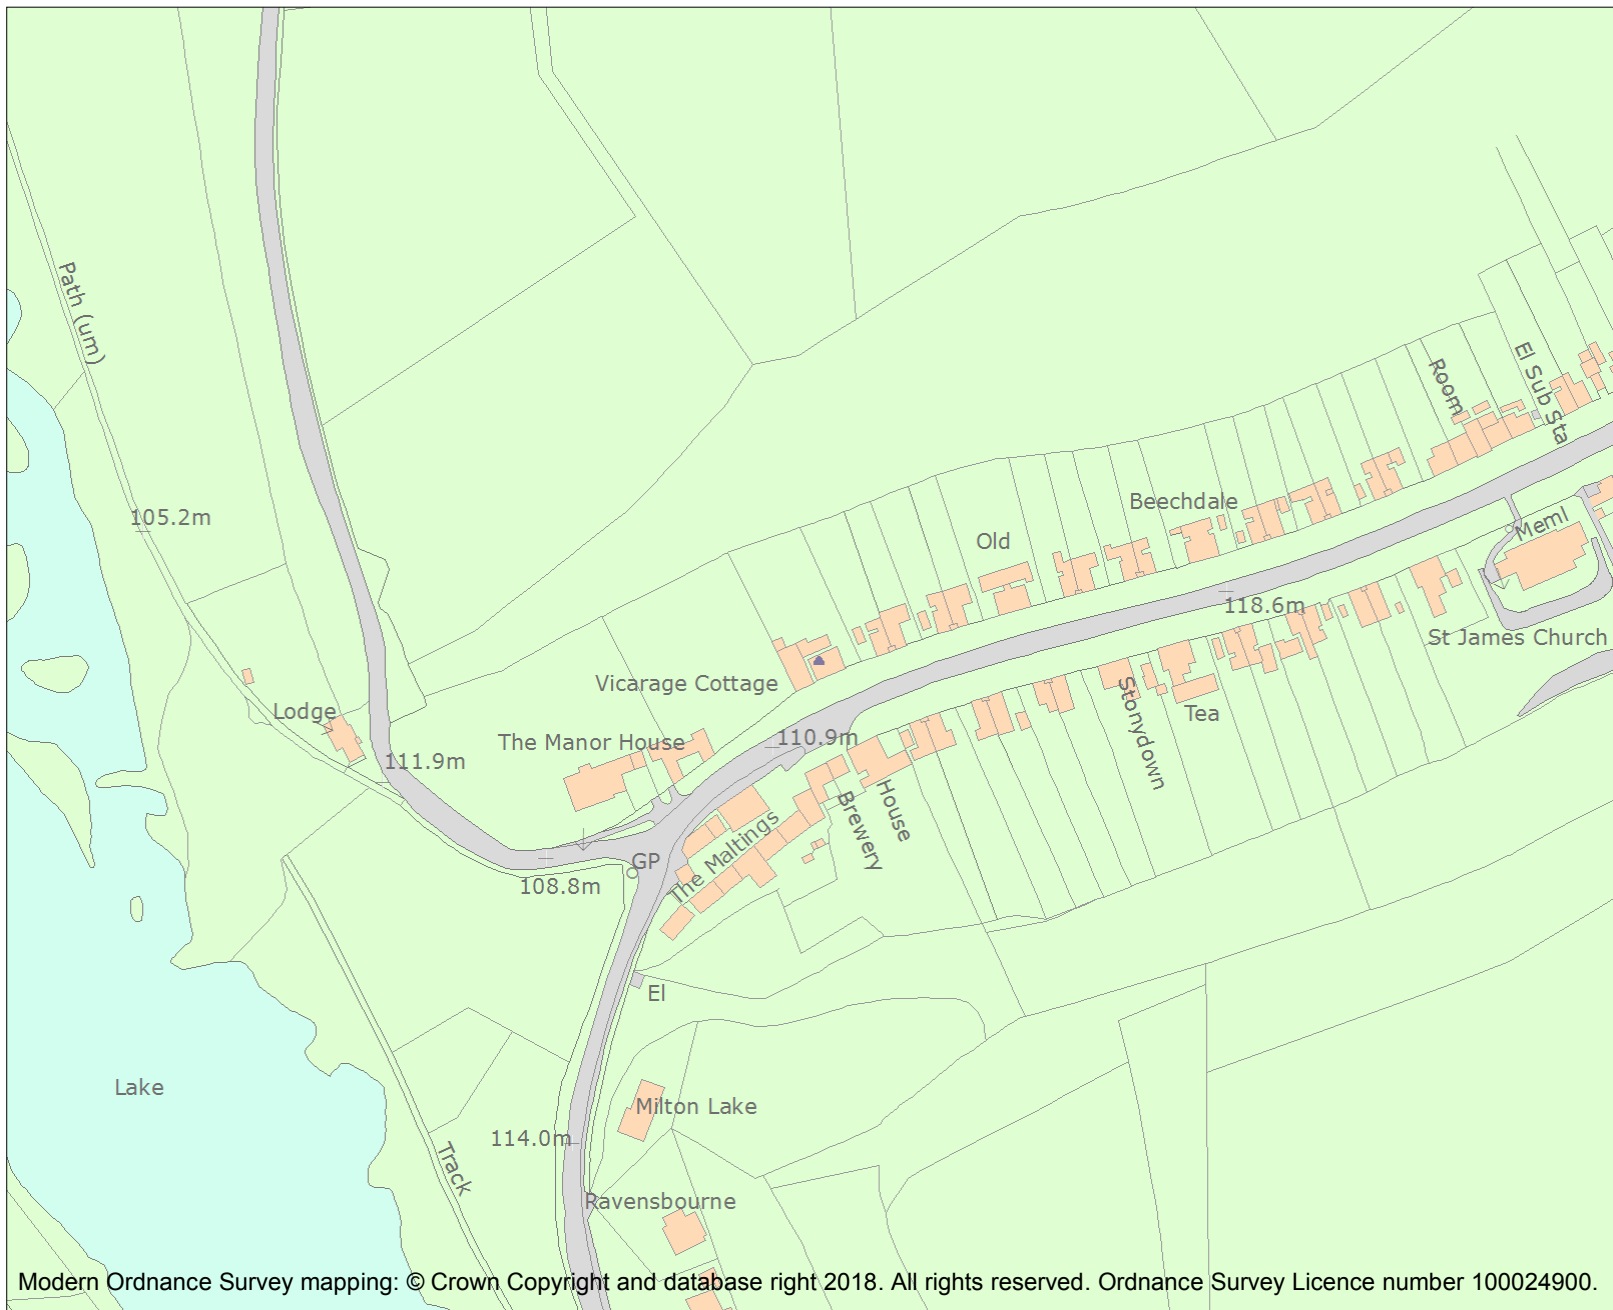 Path (um)
Room
El Sub Sta
Beechdale
105.2m
Old
Meml
118.6m
St James Church
Vicarage Cottage
Lodge
Stonydown
Tea
The Manor House
110.9m
111.9m
House
Brewery
The Maltings
GP
108.8m
El
Lake
Milton Lake
114.0m
Track
Ravensbourne
Modern Ordnance Survey mapping: © Crown Copyright and database right 2018. All rights reserved. Ordnance Survey Licence number 100024900.